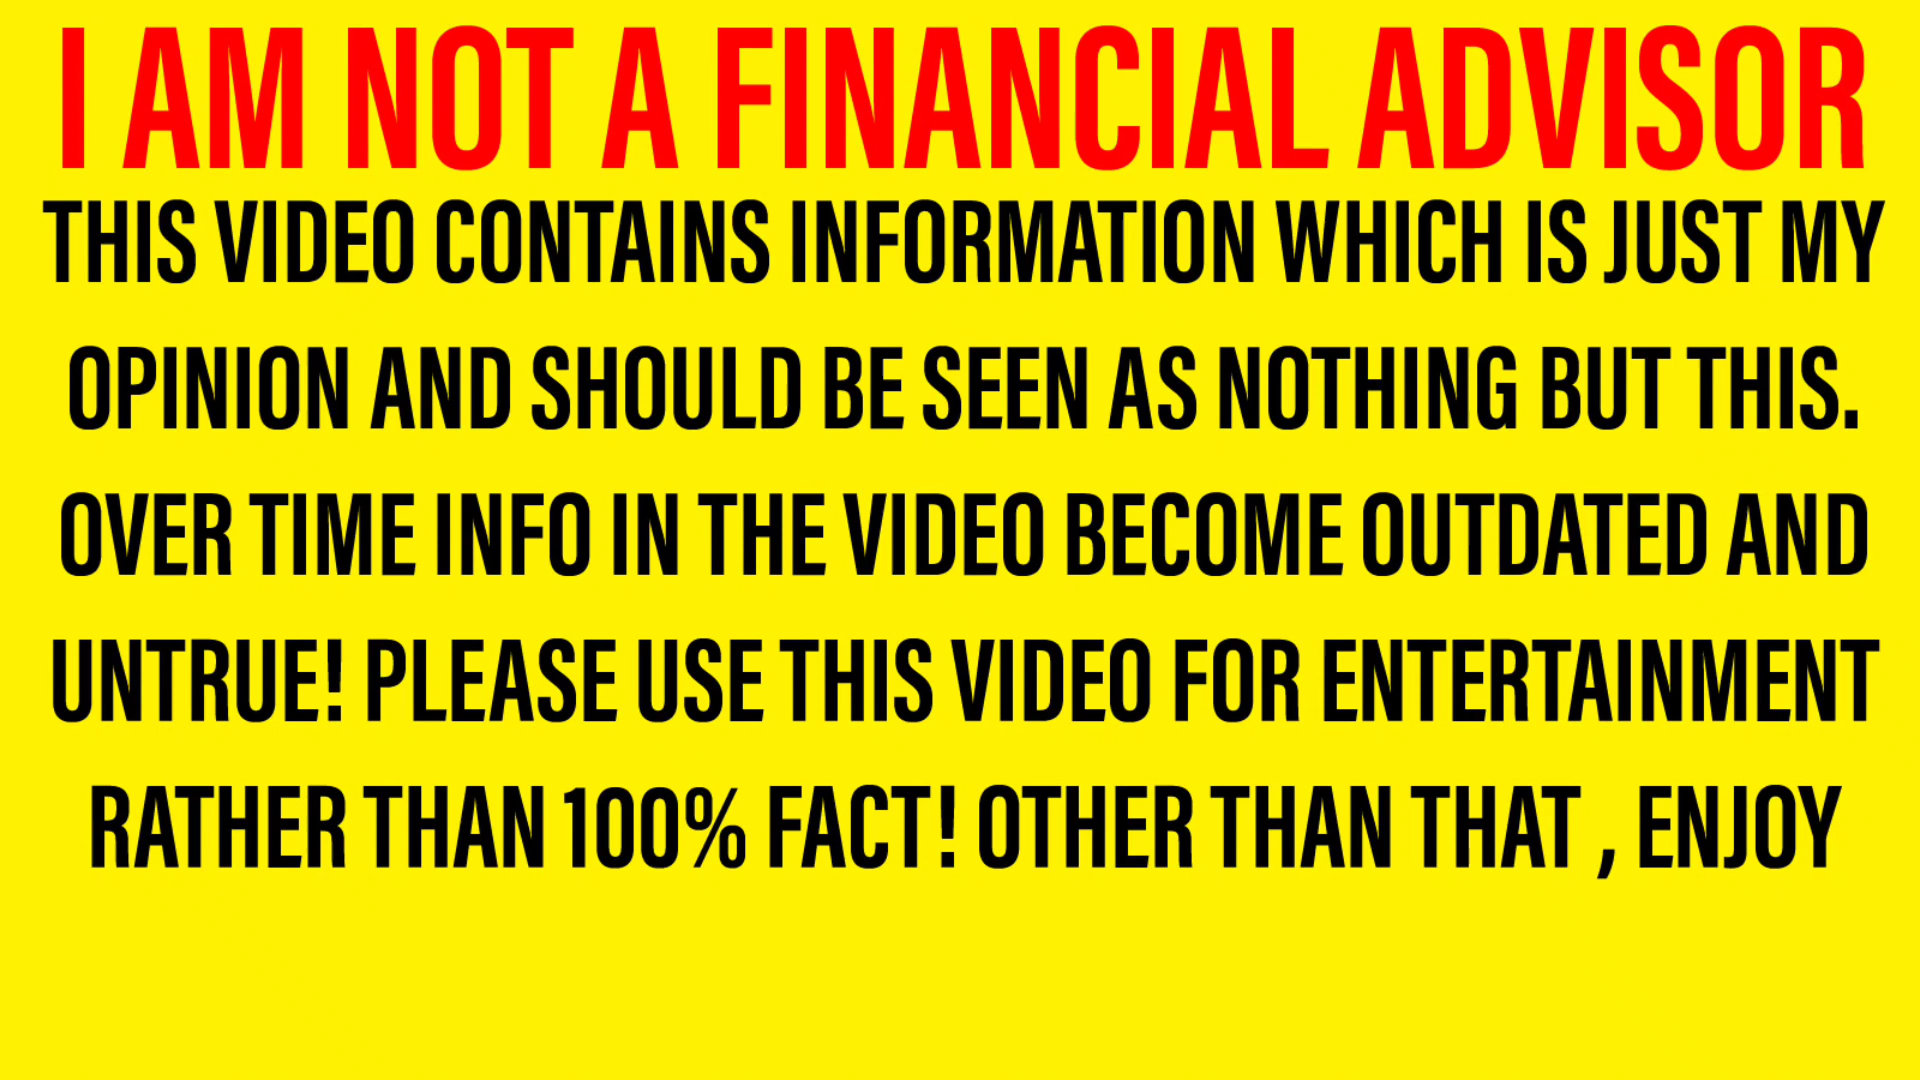 I AM NOT A FINANCIAL ADVISOR
THIS VIDEO CONTAINS INFORMATION WHICH IS JUST MY
OPINION AND SHOULD BE SEEN AS NOTHING BUT THIS.
OVER TIME INFO IN THE VIDEO BECOME OUTDATED AND
UNTRUE! PLEASE USE THIS VIDEO FOR ENTERTAINMENT
RATHER THAN 100% FACT! OTHER THAN THAT , ENJOY